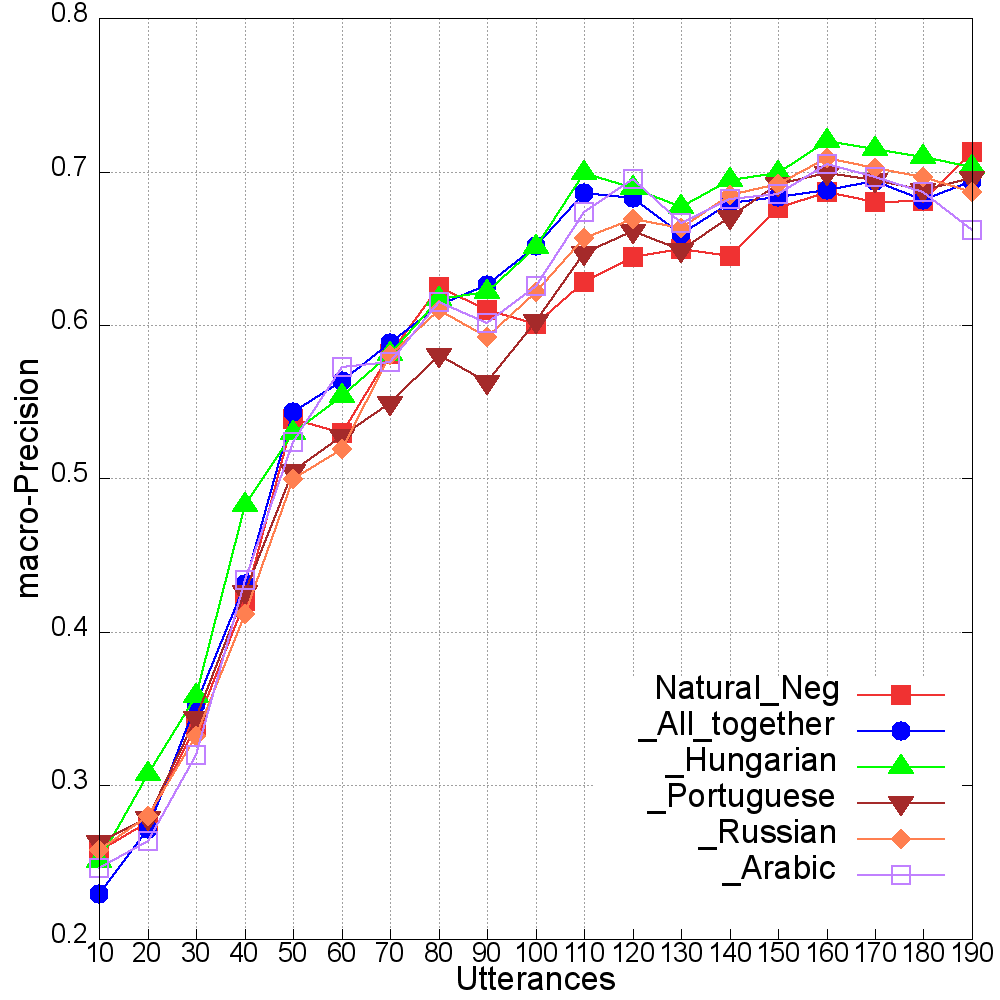 0.8
0.7
0.6
0.5
0.4
0.3
0.2
macro-Precision
Natural_Neg
_All_together
_Hungarian
_Portuguese
_Russian
_Arabic
10 20 30 40 50 60 70 80 90 100 110 120 130 140 150 160 170 180 190
Utterances